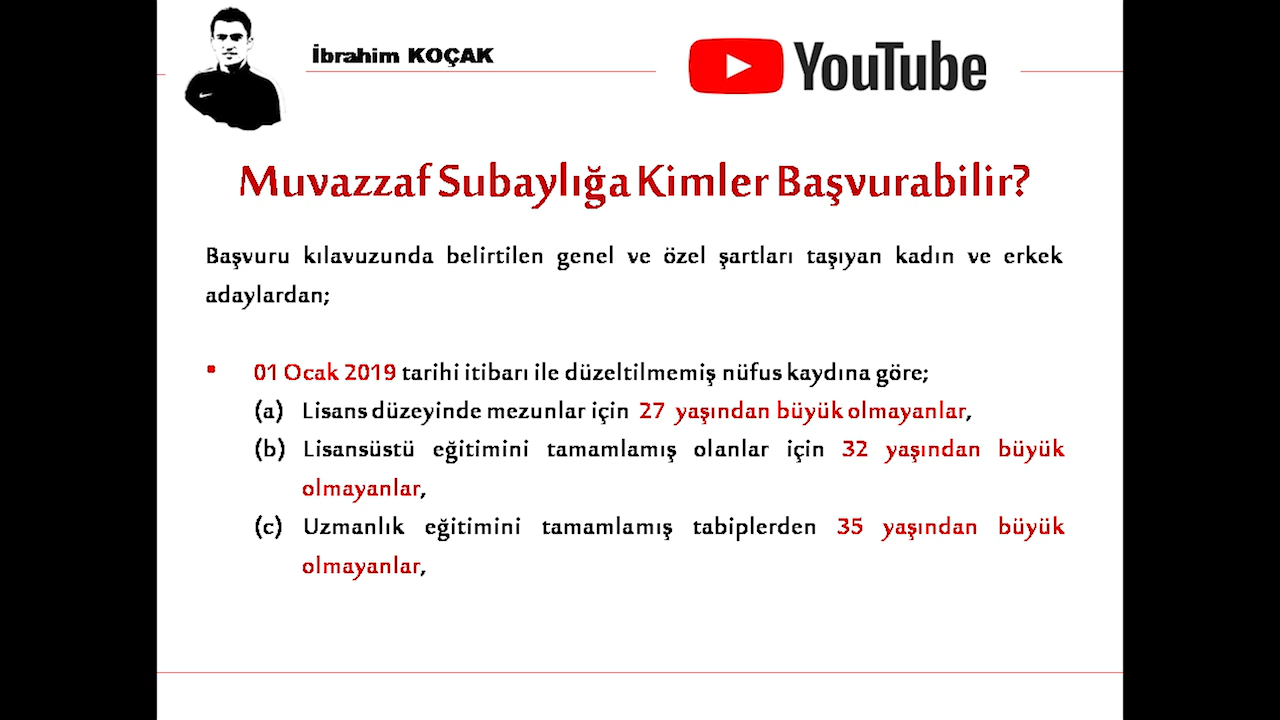 İbrahim KOÇAK
YouTube
Muvazzaf Subaylığa Kimler Başvurabilir?
Başvuru kılavuzunda belirtilen genel ve özel şartları taşıyan kadın ve erkek
adaylardan;
▪ 01 Ocak 2019 tarihi itibarı ile düzeltilmemiş nüfus kaydına göre;
(a) Lisans düzeyinde mezunlar için 27 yaşından büyük olmayanlar,
(b) Lisansüstü eğitimini tamamlamış olanlar için 32 yaşından büyük
olmayanlar,
(c) Uzmanlık eğitimini tamamlamış tabiplerden 35 yaşından büyük
olmayanlar,